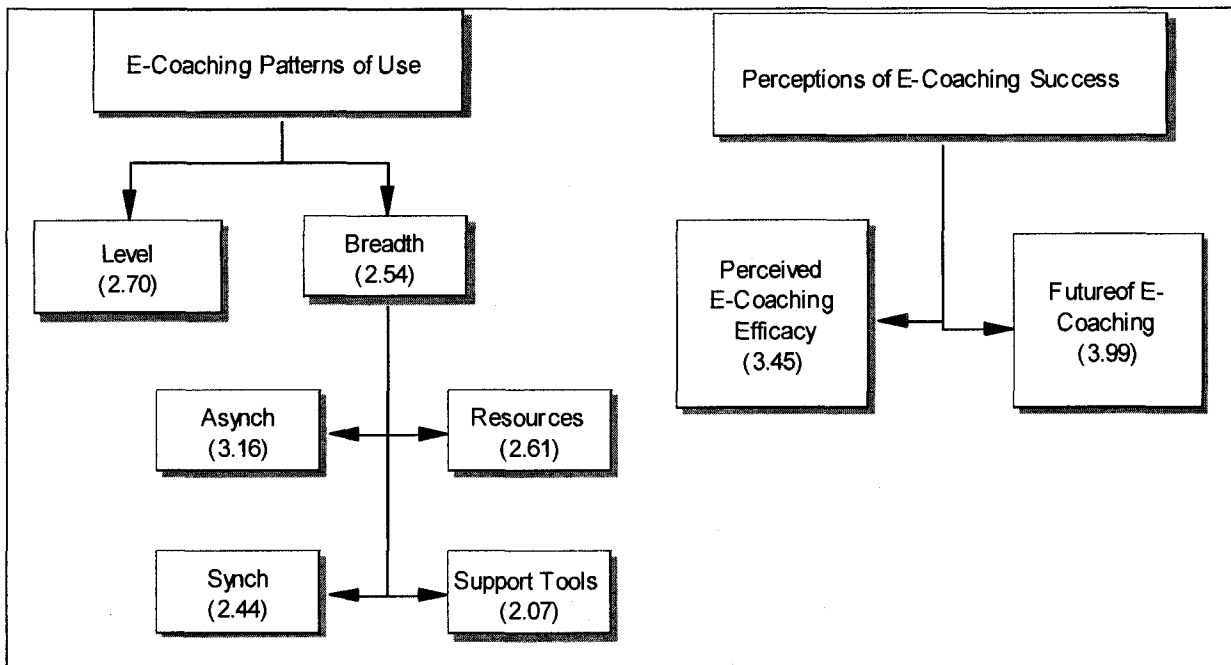 E-Coaching Patterns of Use
Perceptions of E-Coaching Success
Level
(2.70)
Breadth
(2.54)
Perceived
E-Coaching
Efficacy
(3.45)
Futureof E-
Coaching
(3.99)
Asynch
(3.16)
Resources
(2.61)
Synch
(2.44)
Support Tools
(2.07)